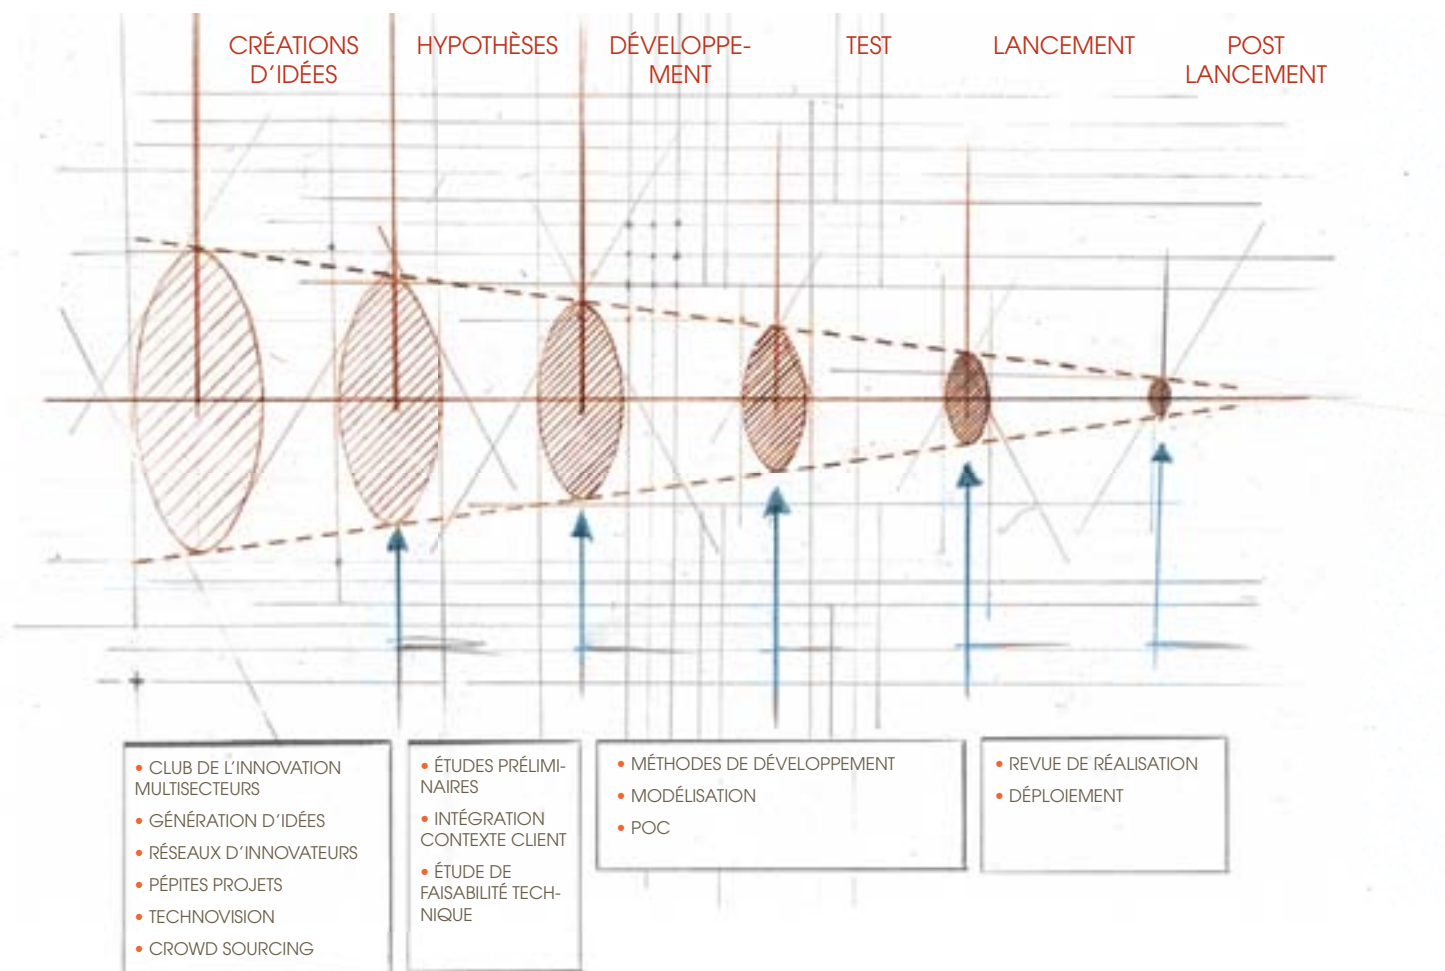 CRÉATIONS
D'IDÉES
HYPOTHÈSES
DÉVELOPPE-
MENT
TEST
LANCEMENT
POST
LANCEMENT
• CLUB DE L'INNOVATION
MULTISECTEURS
• GÉNÉRATION D'IDÉES
• RÉSEAUX D'INNOVATEURS
• PÉPITES PROJETS
• TECHNOVISION
• CROWD SOURCING
• ÉTUDES PRÉLIMI-
NAIRES
• INTÉGRATION
CONTEXTE CLIENT
• ÉTUDE DE
FAISABILITÉ TECH-
NIQUE
• MÉTHODES DE DÉVELOPPEMENT
• MODÉLISATION
• POC
• REVUE DE RÉALISATION
• DÉPLOIEMENT